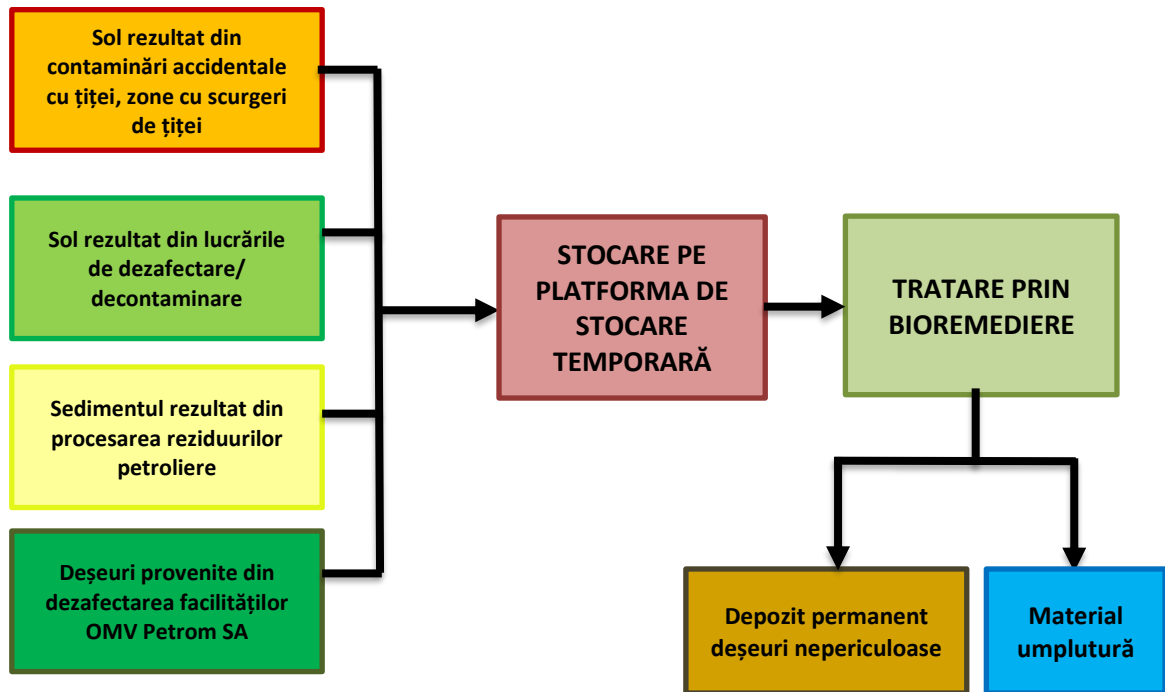 Sol rezultat din
contaminări accidentale
cu țiței, zone cu scurgeri
de țiței
Sol rezultat din lucrările
de dezafectare/
decontaminare
Sedimentul rezultat din
procesarea reziduurilor
petroliere
Deșeuri provenite din
dezafectarea facilităților
OMV Petrom SA
STOCARE PE
PLATFORMA DE
STOCARE
TEMPORARĂ
TRATARE PRIN
BIOREMEDIERE
Depozit permanent
deșeuri nepericuloase
Material
umplutură